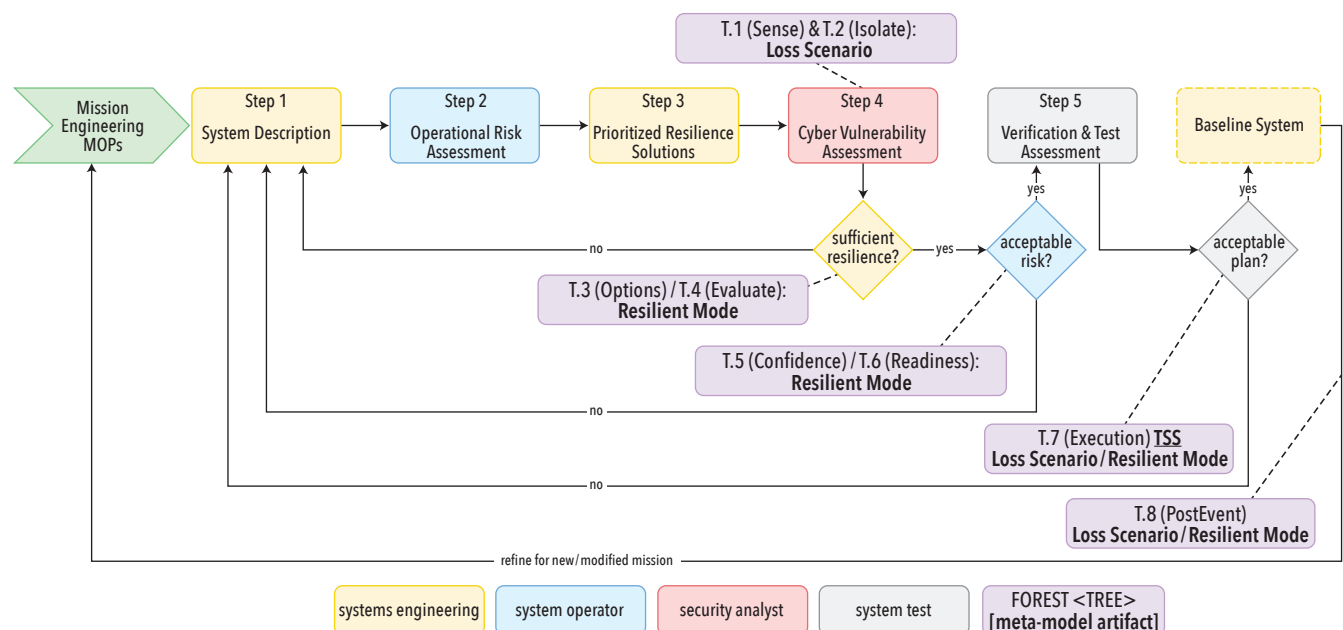 T.1 (Sense) & T.2 (Isolate):
Loss Scenario
Mission
Engineering
MOPs
Step 1
System Description
Step 2
Operational Risk
Assessment
Step 3
Prioritized Resilience
Solutions
Step 4
Cyber Vulnerability
Assessment
Step 5
Verification & Test
Assessment
Baseline System
yes
yes
no
sufficient
resilience?
yes
acceptable
risk?
acceptable
plan?
T.3 (Options) / T.4 (Evaluate):
Resilient Mode
T.5 (Confidence) / T.6 (Readiness):
Resilient Mode
no
T.7 (Execution) TSS
Loss Scenario/Resilient Mode
no
T.8 (PostEvent)
Loss Scenario/Resilient Mode
refine for new/modified mission
systems engineering
system operator
security analyst
system test
FOREST <TREE>
[meta-model artifact]